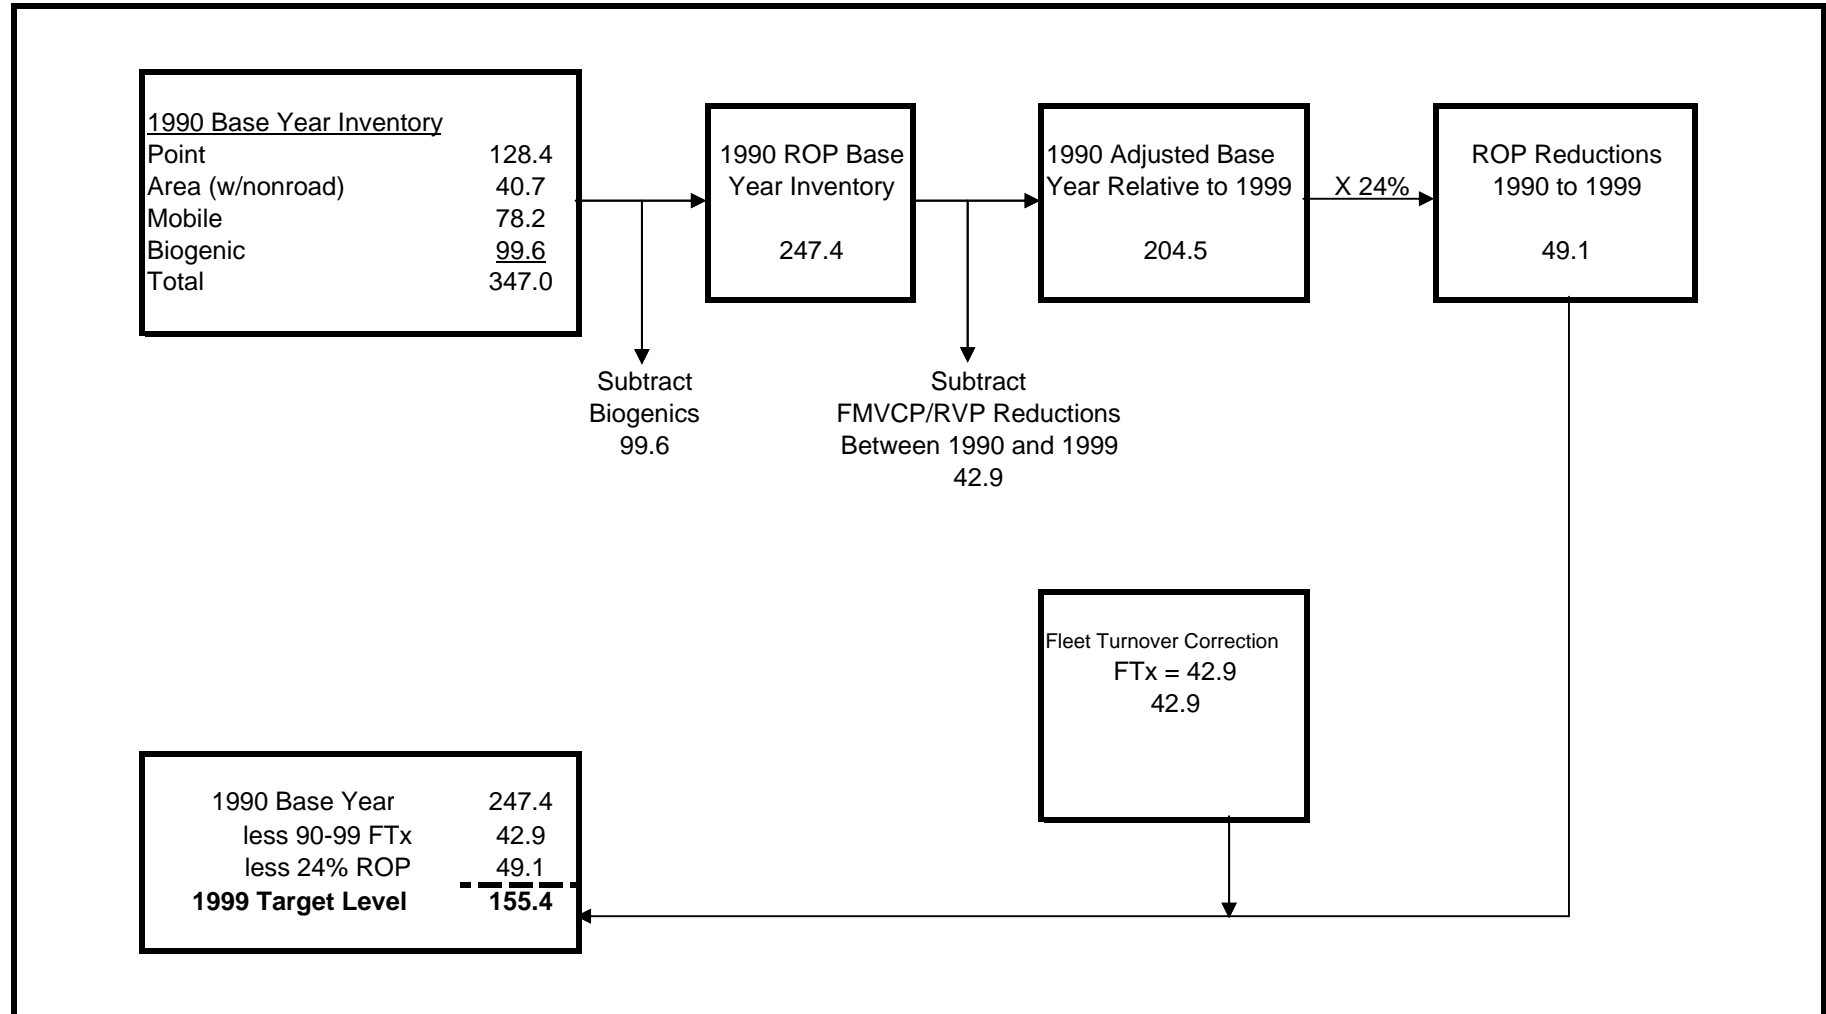 1990 Base Year Inventory
Point 128.4
Area (w/nonroad) 40.7
Mobile 78.2
Biogenic 99.6
Total 347.0
1990 ROP Base
Year Inventory
247.4
1990 Adjusted Base
Year Relative to 1999
204.5
X 24%
ROP Reductions
1990 to 1999
49.1
Subtract
Biogenics
99.6
Subtract
FMVCP/RVP Reductions
Between 1990 and 1999
42.9
Fleet Turnover Correction
FTx = 42.9
42.9
1990 Base Year 247.4
less 90-99 FTx 42.9
less 24% ROP 49.1
1999 Target Level 155.4